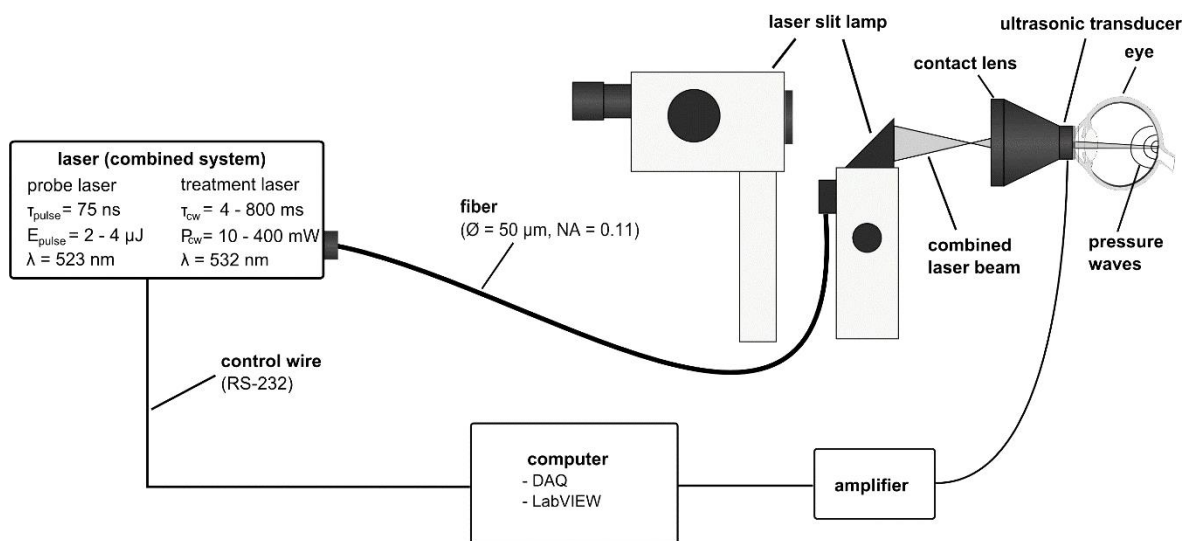 laser slit lamp
ultrasonic transducer
contact lens
eye
laser (combined system)
probe laser
τpulse = 75 ns
Epulse = 2 - 4 µJ
λ = 523 nm
treatment laser
τcw = 4 - 800 ms
Pcw = 10 - 400 mW
λ = 532 nm
fiber
(Ø = 50 µm, NA = 0.11)
combined
laser beam
pressure
waves
control wire
(RS-232)
computer
- DAQ
- LabVIEW
amplifier